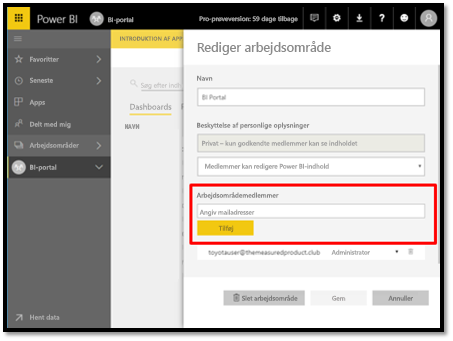 Power BI
BI-portal
Pro-prøveversion: 59 dage tilbage
Favoritter
Seneste
Apps
Delt med mig
Arbejdsområder
BI-portal
Hent data
INTRODUKTION AF APP
Søg efter ind
Dashboards
NAVN
Rediger arbejdsområde
Navn
BI Portal
Beskyttelse af personlige oplysninger
Privat – kun godkendte medlemmer kan se indholdet
Medlemmer kan redigere Power BI-indhold
Arbejdsområdemedlemmer
Angiv mailadresser
Tilføj
toyotauser@themeasuredproduct.club Administrator
Slet arbejdsområde Gem Annuller